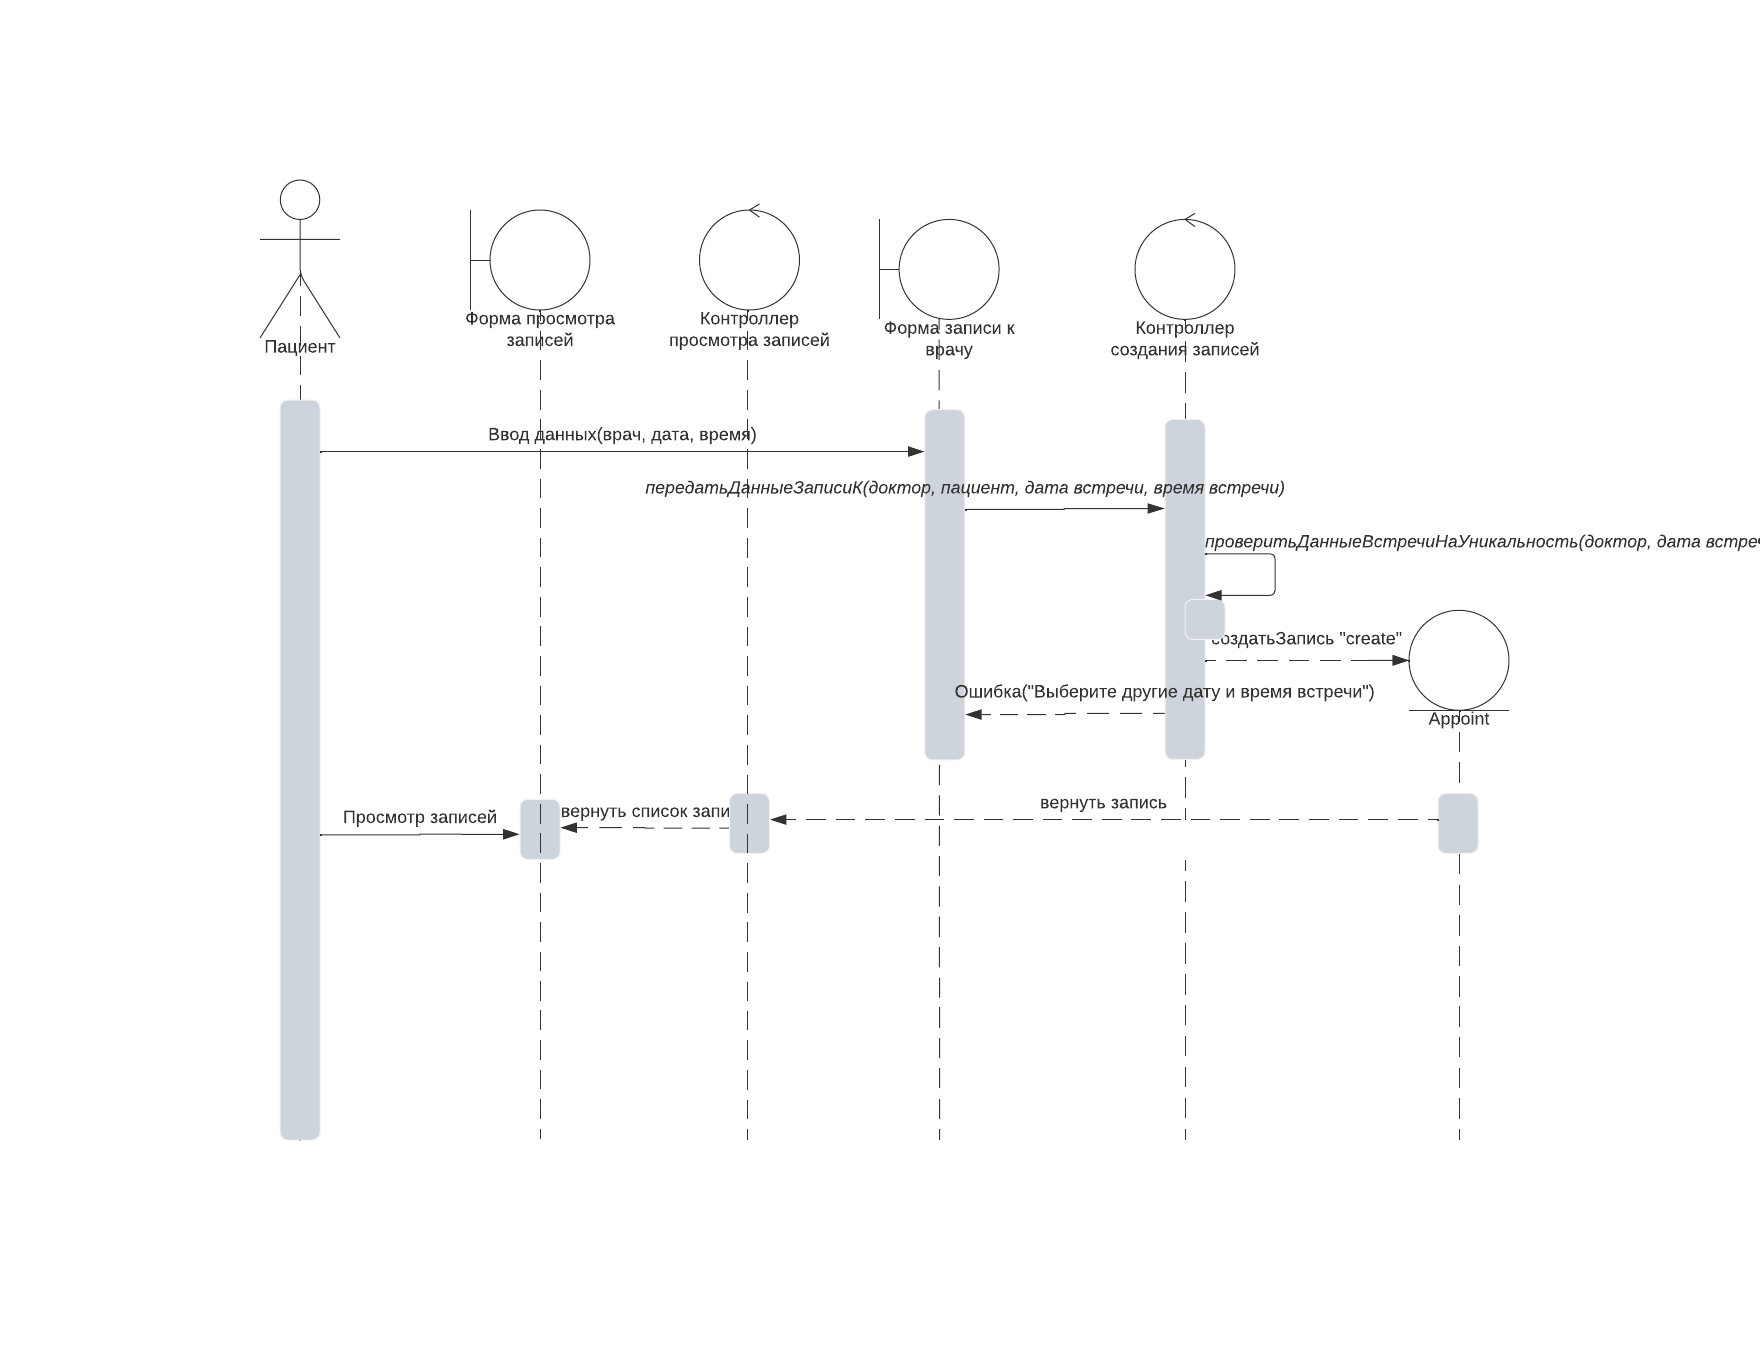 Пациент
Форма просмотра
записей
Контроллер
просмотра записей
Форма записи к
врачу
Контроллер
создания записей
Ввод данных(врач, дата, время)
передатьДанныеЗаписиК(доктор, пациент, дата встречи, время встречи)
проверитьДанныеВстречиНаУникальность(доктор, дата встре
создатьЗапись "create"
Ошибка("Выберите другие дату и время встречи")
Appoint
вернуть запись
вернуть список запи
Просмотр записей